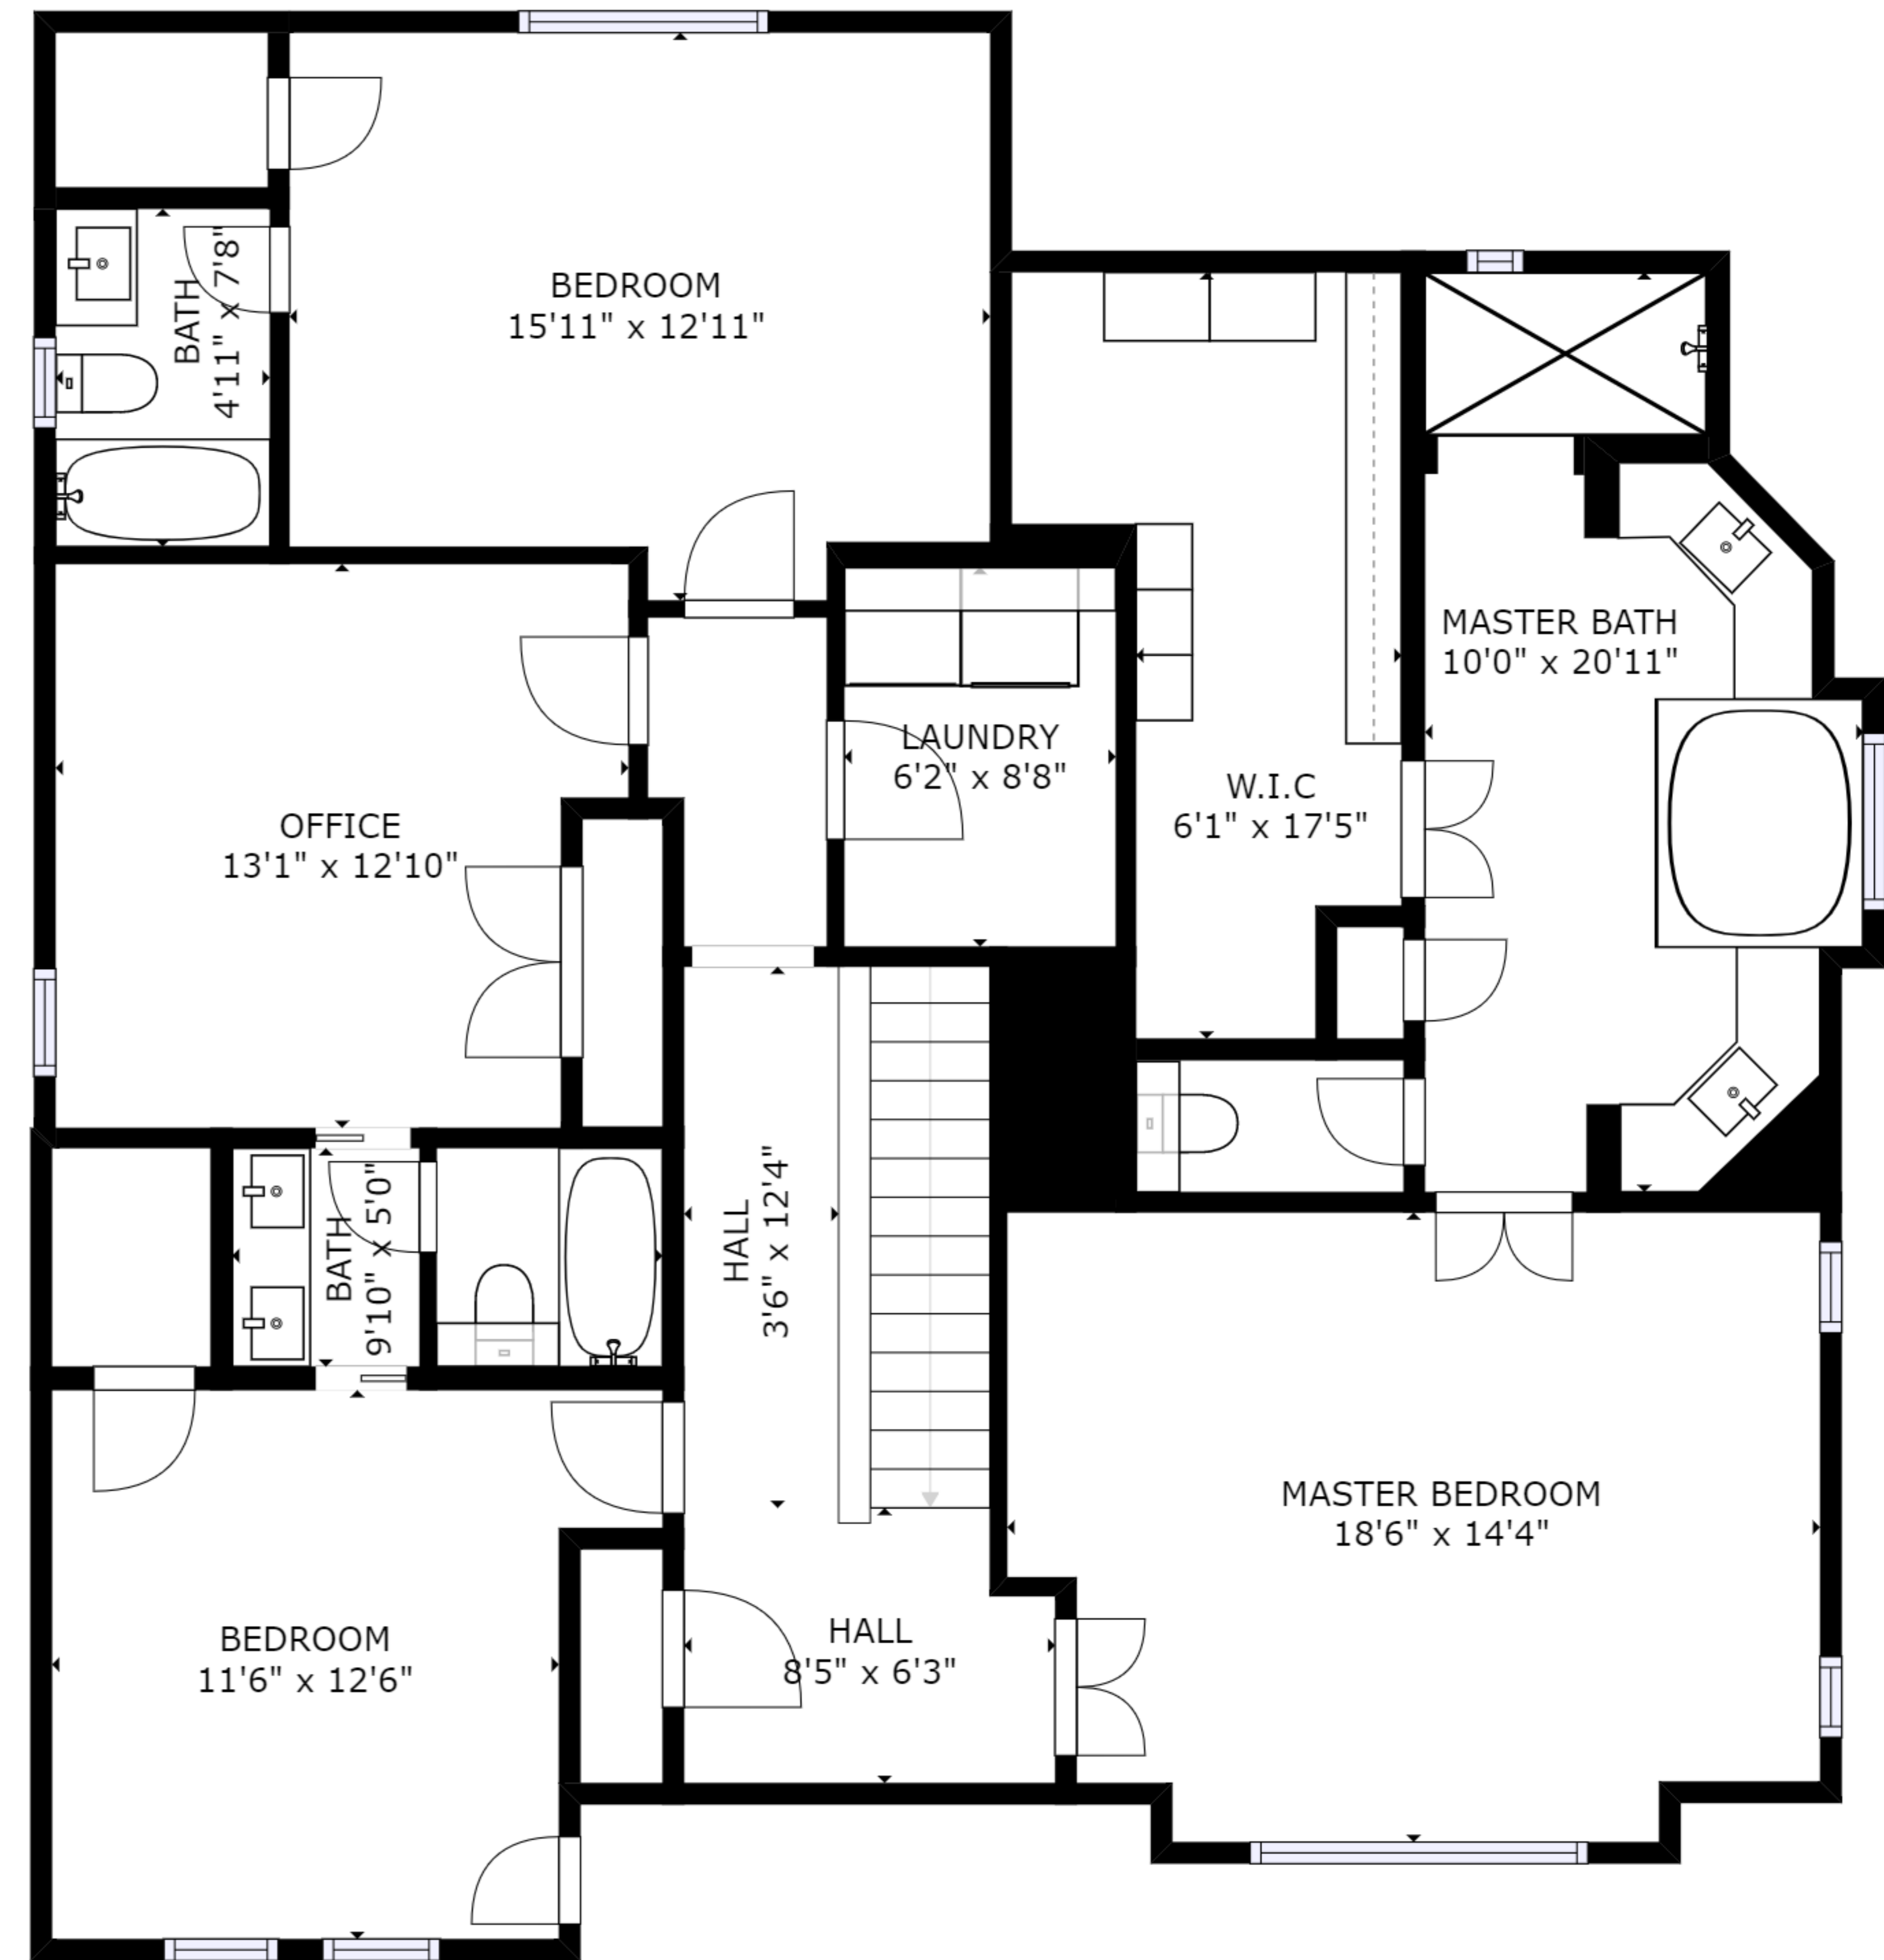 BEDROOM
15'11" x 12'11"
BATH
4'11" x 7'8"
MASTER BATH
10'0" x 20'11"
LAUNDRY
6'2" x 8'8"
W.I.C
6'1" x 17'5"
OFFICE
13'1" x 12'10"
BATH
9'10" x 5'0"
HALL
3'6" x 12'4"
MASTER BEDROOM
18'6" x 14'4"
BEDROOM
11'6" x 12'6"
HALL
8'5" x 6'3"